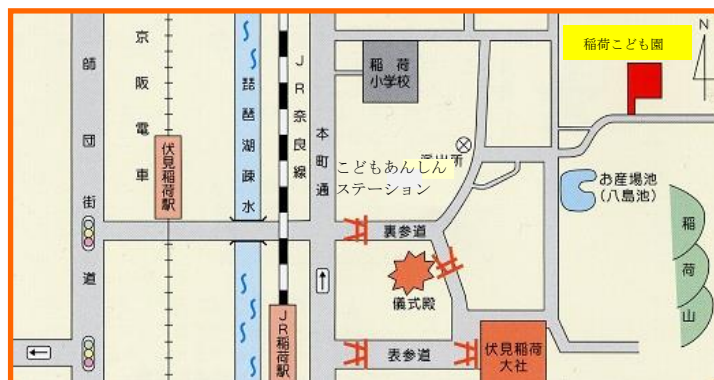 稲荷こども園
N
師団街道
京阪電車
伏見稲荷駅
琵琶湖疎水
JR奈良線
JR稲荷駅
本町通
稲荷
小学校
こどもあんしん
ステーション
お産場池
(八島池)
稲荷山
裏参道
儀式殿
表参道
伏見稲荷
大社